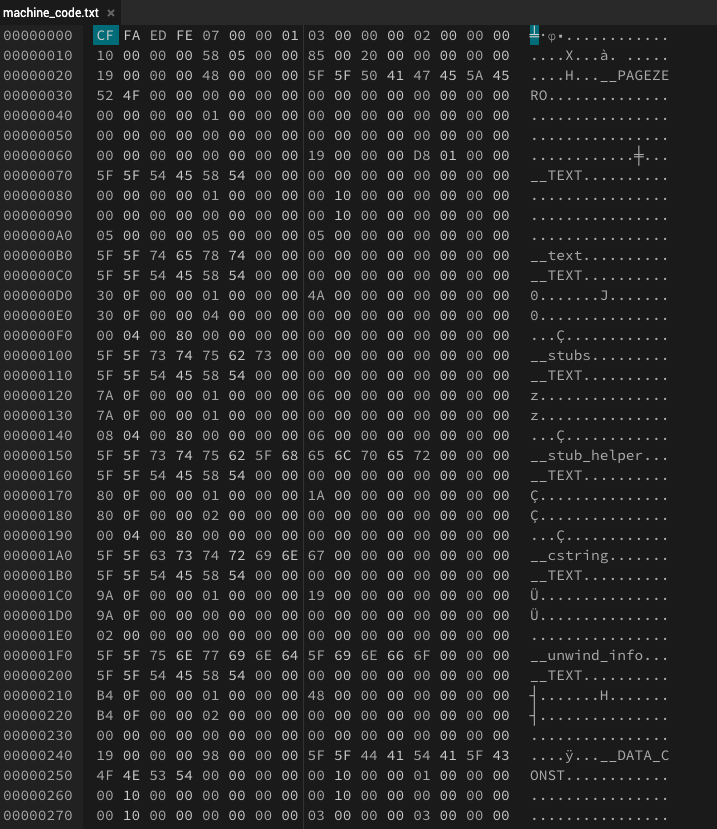 machine_code.txt ×
00000000 CF FA ED FE 07 00 00 01 03 00 00 00 02 00 00 00 ╧·φ■............
00000010 10 00 00 00 58 05 00 00 85 00 20 00 00 00 00 00 ....X...à. .....
00000020 19 00 00 00 48 00 00 00 5F 5F 50 41 47 45 5A 45 ....H...__PAGEZE
00000030 52 4F 00 00 00 00 00 00 00 00 00 00 00 00 00 00 RO..............
00000040 00 00 00 00 01 00 00 00 00 00 00 00 00 00 00 00 ................
00000050 00 00 00 00 00 00 00 00 00 00 00 00 00 00 00 00 ................
00000060 00 00 00 00 00 00 00 00 19 00 00 00 D8 01 00 00 ............╪...
00000070 5F 5F 54 45 58 54 00 00 00 00 00 00 00 00 00 00 __TEXT..........
00000080 00 00 00 00 01 00 00 00 00 10 00 00 00 00 00 00 ................
00000090 00 00 00 00 00 00 00 00 00 10 00 00 00 00 00 00 ................
000000A0 05 00 00 00 05 00 00 00 05 00 00 00 00 00 00 00 ................
000000B0 5F 5F 74 65 78 74 00 00 00 00 00 00 00 00 00 00 __text..........
000000C0 5F 5F 54 45 58 54 00 00 00 00 00 00 00 00 00 00 __TEXT..........
000000D0 30 0F 00 00 01 00 00 00 4A 00 00 00 00 00 00 00 0.......J.......
000000E0 30 0F 00 00 04 00 00 00 00 00 00 00 00 00 00 00 0...............
000000F0 00 04 00 80 00 00 00 00 00 00 00 00 00 00 00 00 ...Ç............
00000100 5F 5F 73 74 75 62 73 00 00 00 00 00 00 00 00 00 __stubs.........
00000110 5F 5F 54 45 58 54 00 00 00 00 00 00 00 00 00 00 __TEXT..........
00000120 7A 0F 00 00 01 00 00 00 06 00 00 00 00 00 00 00 z...............
00000130 7A 0F 00 00 01 00 00 00 00 00 00 00 00 00 00 00 z...............
00000140 08 04 00 80 00 00 00 00 06 00 00 00 00 00 00 00 ...Ç............
00000150 5F 5F 73 74 75 62 5F 68 65 6C 70 65 72 00 00 00 __stub_helper...
00000160 5F 5F 54 45 58 54 00 00 00 00 00 00 00 00 00 00 __TEXT..........
00000170 80 0F 00 00 01 00 00 00 1A 00 00 00 00 00 00 00 Ç...............
00000180 80 0F 00 00 02 00 00 00 00 00 00 00 00 00 00 00 Ç...............
00000190 00 04 00 80 00 00 00 00 00 00 00 00 00 00 00 00 ...Ç............
000001A0 5F 5F 63 73 74 72 69 6E 67 00 00 00 00 00 00 00 __cstring.......
000001B0 5F 5F 54 45 58 54 00 00 00 00 00 00 00 00 00 00 __TEXT..........
000001C0 9A 0F 00 00 01 00 00 00 19 00 00 00 00 00 00 00 Ü...............
000001D0 9A 0F 00 00 00 00 00 00 00 00 00 00 00 00 00 00 Ü...............
000001E0 02 00 00 00 00 00 00 00 00 00 00 00 00 00 00 00 ................
000001F0 5F 5F 75 6E 77 69 6E 64 5F 69 6E 66 6F 00 00 00 __unwind_info...
00000200 5F 5F 54 45 58 54 00 00 00 00 00 00 00 00 00 00 __TEXT..........
00000210 B4 0F 00 00 01 00 00 00 48 00 00 00 00 00 00 00 ┤.......H.......
00000220 B4 0F 00 00 02 00 00 00 00 00 00 00 00 00 00 00 ┤...............
00000230 00 00 00 00 00 00 00 00 00 00 00 00 00 00 00 00 ................
00000240 19 00 00 00 98 00 00 00 5F 5F 44 41 54 41 5F 43 ....ÿ...__DATA_C
00000250 4F 4E 53 54 00 00 00 00 00 10 00 00 01 00 00 00 ONST............
00000260 00 10 00 00 00 00 00 00 00 10 00 00 00 00 00 00 ................
00000270 00 10 00 00 00 00 00 00 03 00 00 00 03 00 00 00 ................